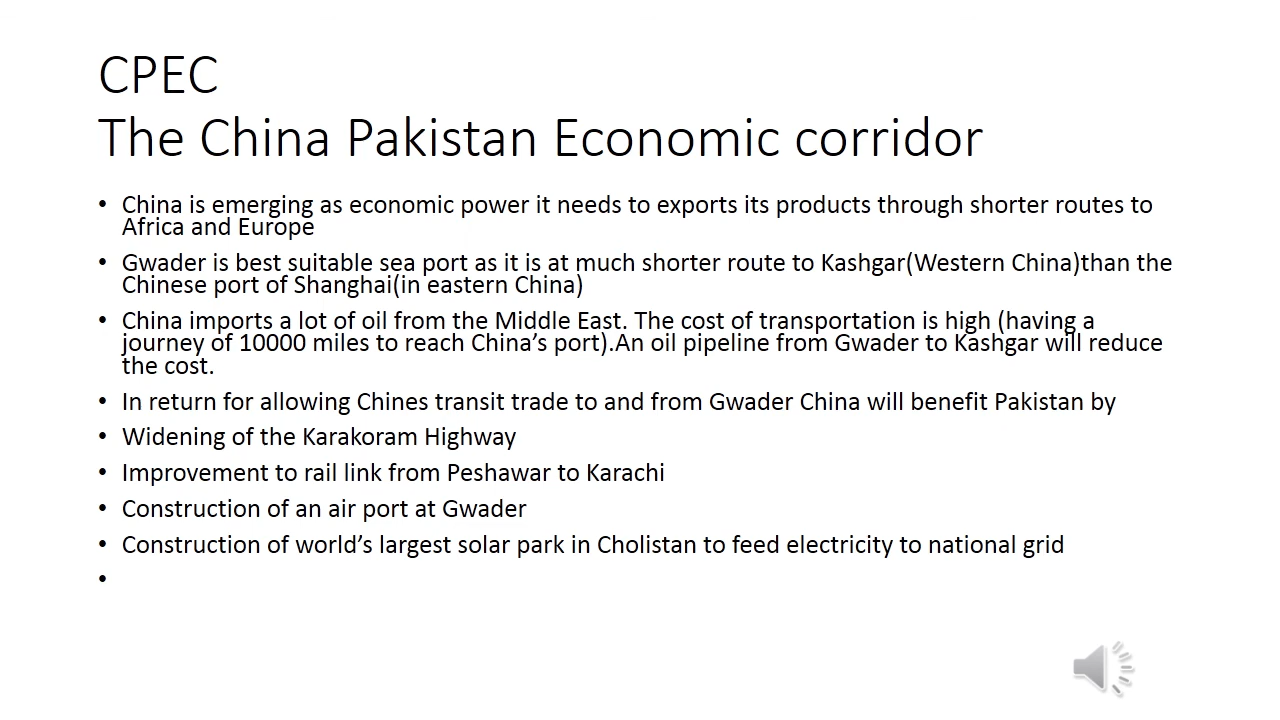 CPEC
The China Pakistan Economic corridor
• China is emerging as economic power it needs to exports its products through shorter routes to
Africa and Europe
• Gwader is best suitable sea port as it is at much shorter route to Kashgar(Western China)than the
Chinese port of Shanghai(in eastern China)
• China imports a lot of oil from the Middle East. The cost of transportation is high (having a
journey of 10000 miles to reach China’s port).An oil pipeline from Gwader to Kashgar will reduce
the cost.
• In return for allowing Chines transit trade to and from Gwader China will benefit Pakistan by
• Widening of the Karakoram Highway
• Improvement to rail link from Peshawar to Karachi
• Construction of an air port at Gwader
• Construction of world’s largest solar park in Cholistan to feed electricity to national grid
•